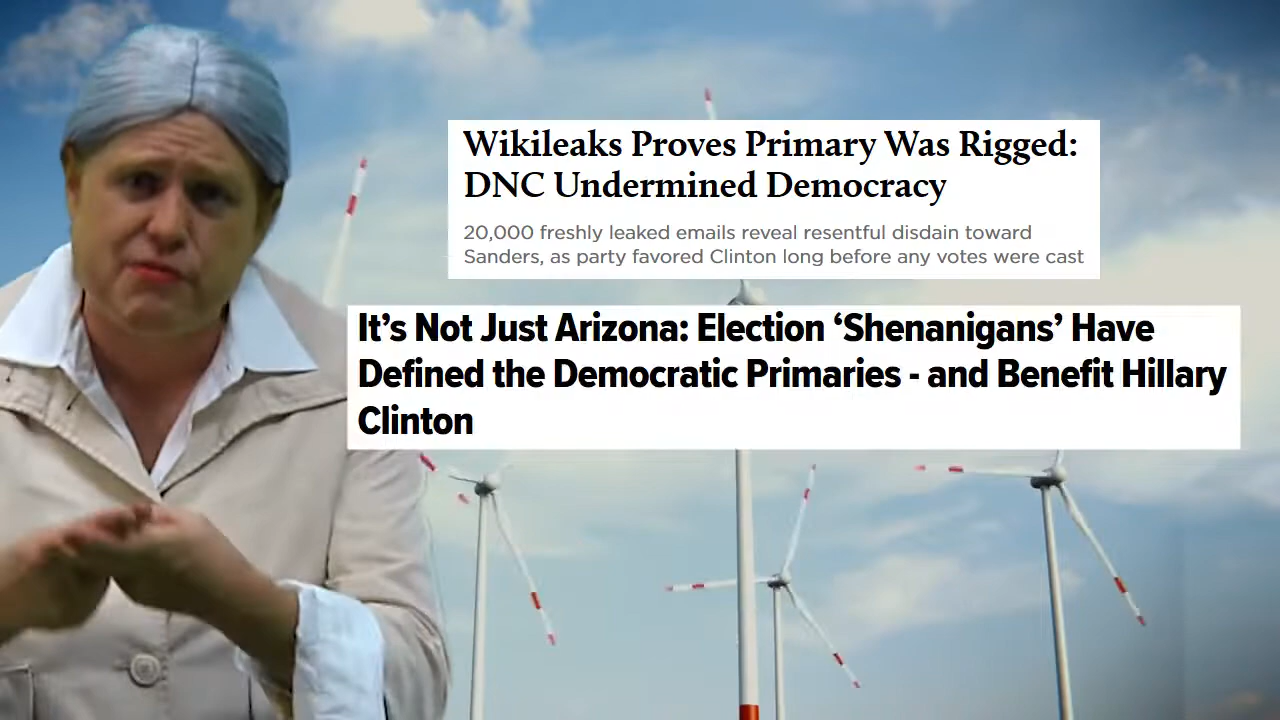 Wikileaks Proves Primary Was Rigged:
DNC Undermined Democracy
20,000 freshly leaked emails reveal resentful disdain toward
Sanders, as party favored Clinton long before any votes were cast
It’s Not Just Arizona: Election ‘Shenanigans’ Have
Defined the Democratic Primaries - and Benefit Hillary
Clinton